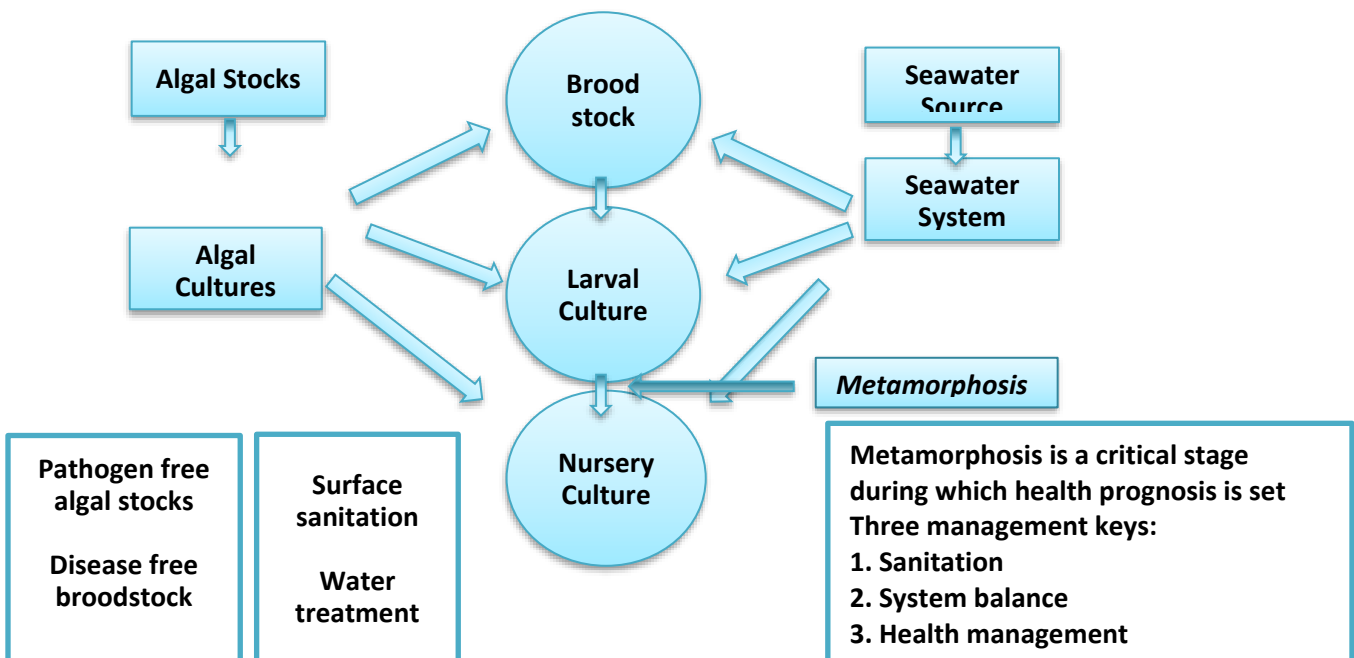 Algal Stocks
Brood
stock
Seawater
Source
Seawater
System
Algal
Cultures
Larval
Culture
Metamorphosis
Nursery
Culture
Pathogen free
algal stocks
Disease free
broodstock
Surface
sanitation
Water
treatment
Metamorphosis is a critical stage
during which health prognosis is set
Three management keys:
1. Sanitation
2. System balance
3. Health management